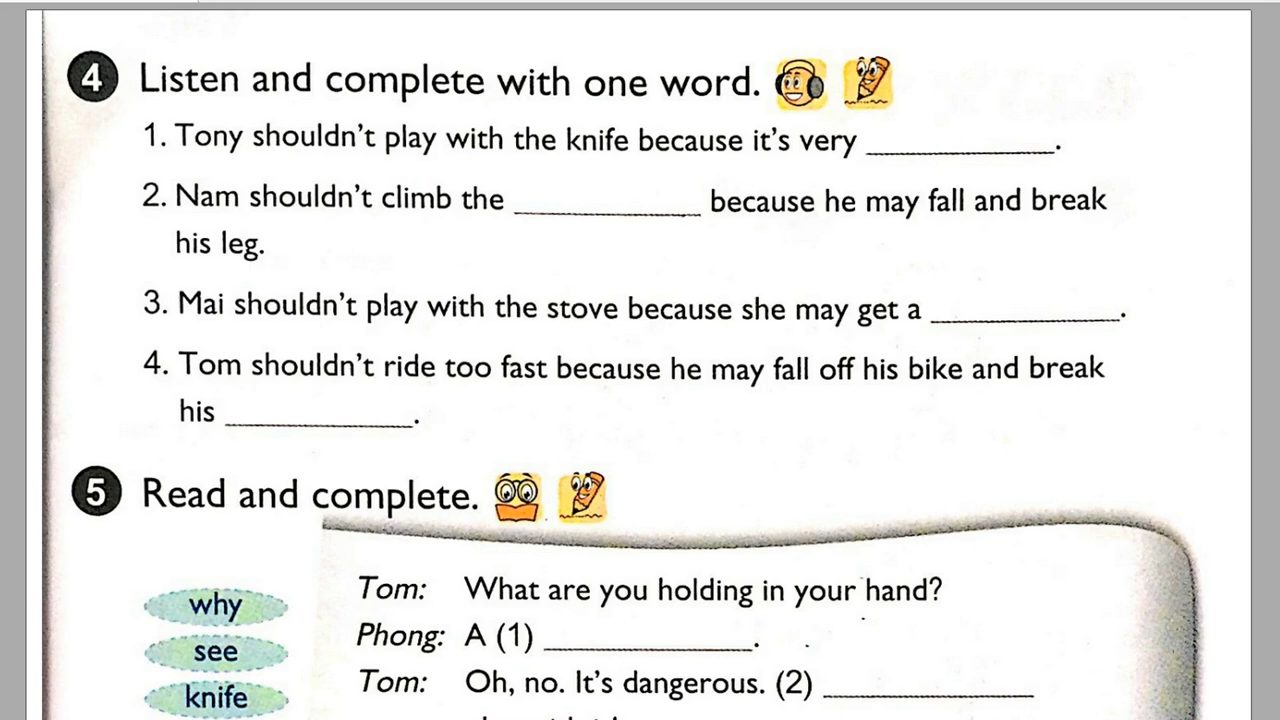 4 Listen and complete with one word.
1. Tony shouldn't play with the knife because it's very ____________.
2. Nam shouldn't climb the ____________ because he may fall and break
his leg.
3. Mai shouldn't play with the stove because she may get a ____________.
4. Tom shouldn't ride too fast because he may fall off his bike and break
his ____________.
5 Read and complete.
why
see
knife
Tom: What are you holding in your hand?
Phong: A (1) ____________.
Tom: Oh, no. It's dangerous. (2) ____________